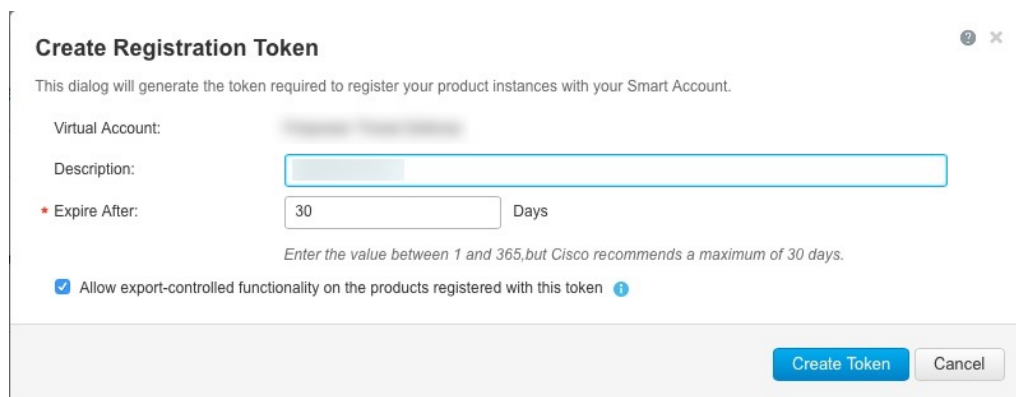 Create Registration Token
This dialog will generate the token required to register your product instances with your Smart Account.
Virtual Account:
Description:
* Expire After: 30 Days
Enter the value between 1 and 365,but Cisco recommends a maximum of 30 days.
Allow export-controlled functionality on the products registered with this token
Create Token Cancel